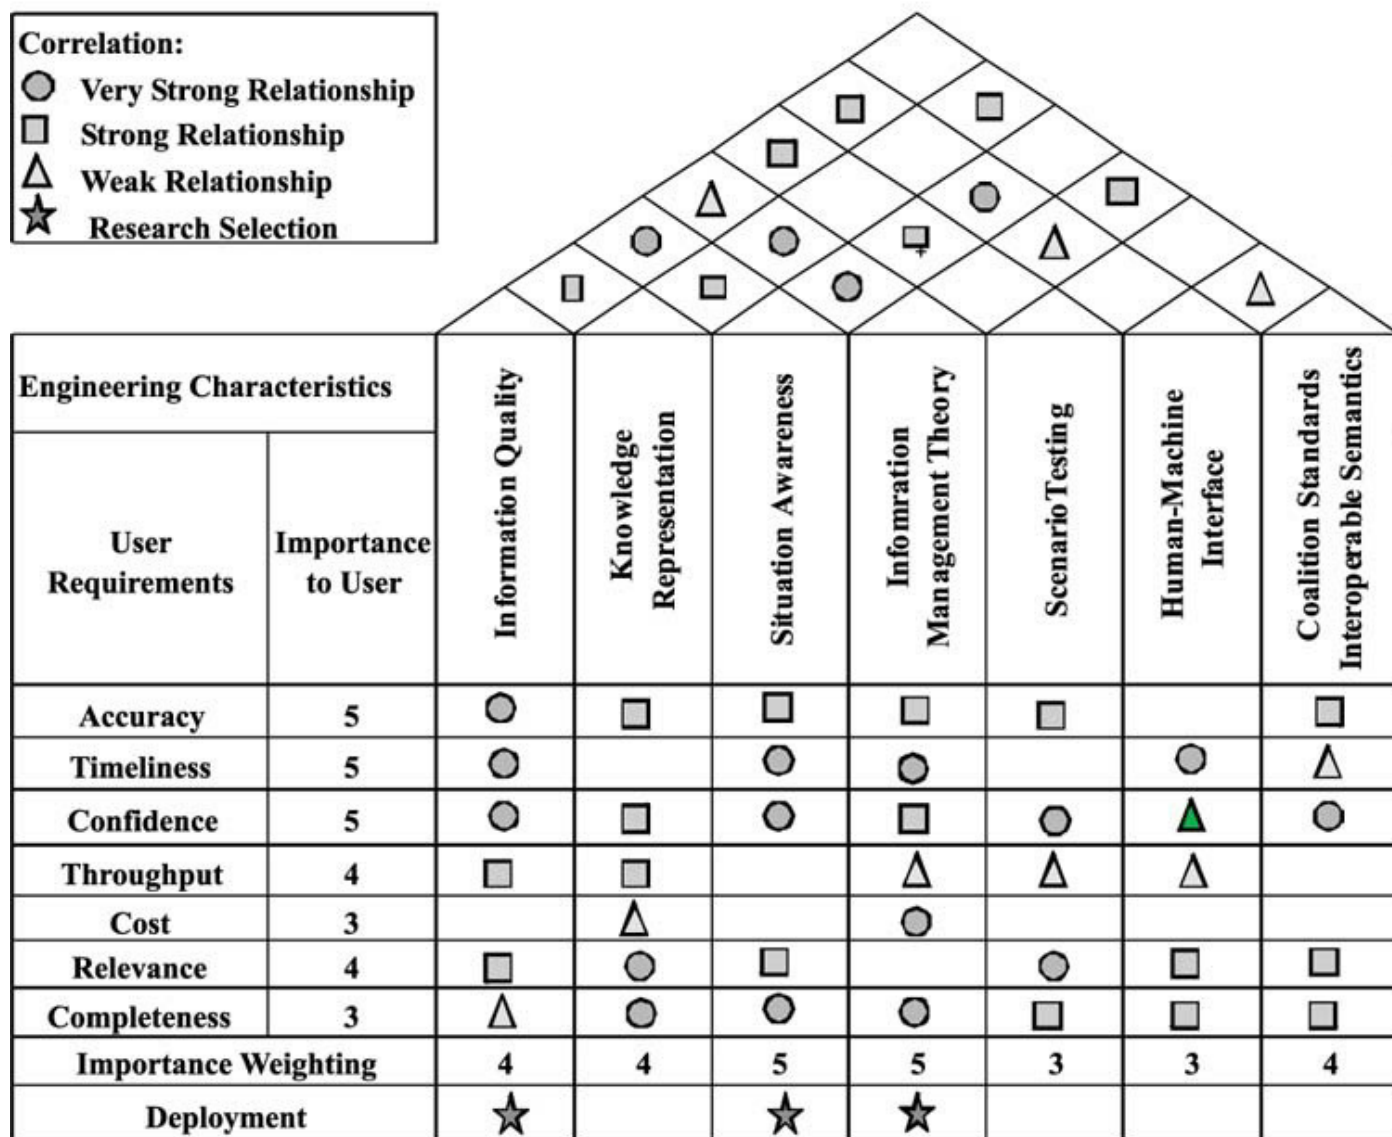 Correlation:
Very Strong Relationship
Strong Relationship
Weak Relationship
Research Selection
Engineering Characteristics
User
Requirements
Importance
to User
Information Quality
Knowledge
Representation
Situation Awareness
Infomration
Management Theory
Scenario Testing
Human-Machine
Interface
Coalition Standards
Interoperable Semantics
Accuracy 5
Timeliness 5
Confidence 5
Throughput 4
Cost 3
Relevance 4
Completeness 3
Importance Weighting 4 4 5 5 3 3 4
Deployment